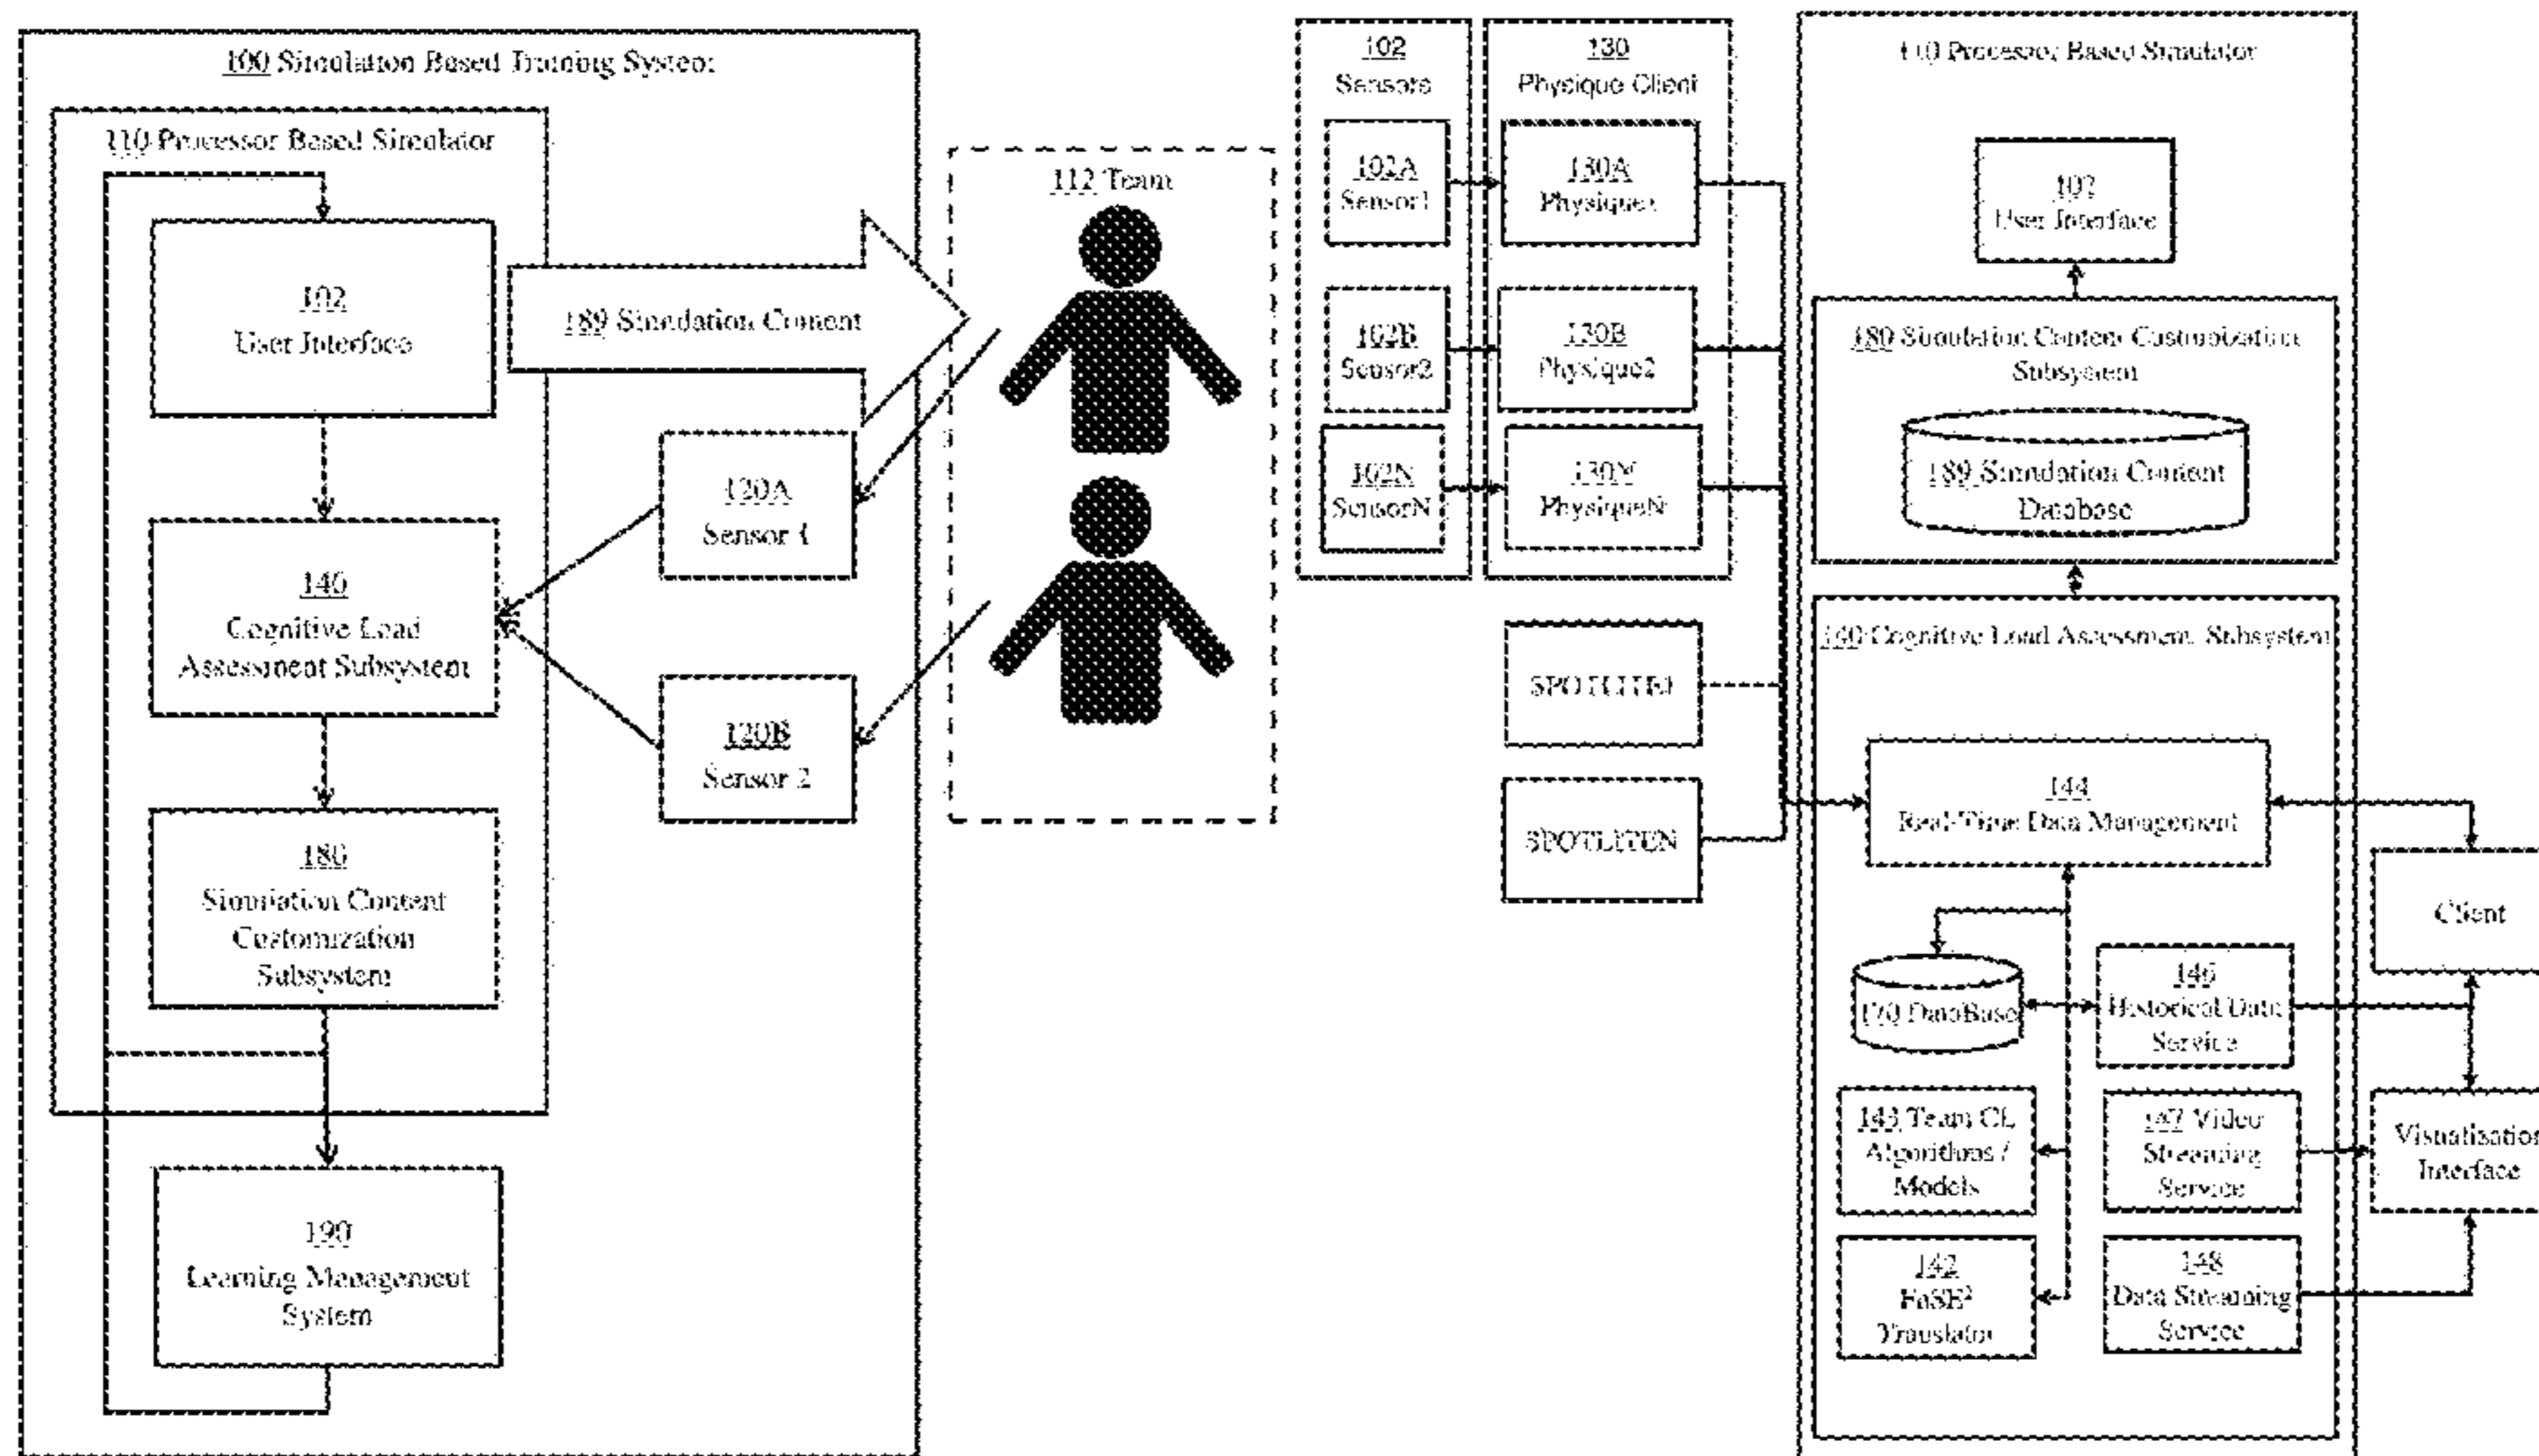 100 Simulation Based Training System
110 Processor Based Simulator
102
User Interface
189 Simulation Content
140
Cognitive Load
Assessment Subsystem
180
Simulation Content
Customization
Subsystem
190
Learning Management
System
120A
Sensor 1
120B
Sensor 2
112 Team
102
Sensors
102A
Sensor1
102B
Sensor2
102N
SensorN
130
Physique Client
130A
130B
Physique2
130N
PhysiqueN
SPOTLITEN
110 Processor Based Simulator
User Interface
180 Simulation Content Customization
Subsystem
189 Simulation Content
Database
140 Cognitive Load Assessment Subsystem
144
Real-Time Data Management
170 DataBase
146
Historical Data
Service
Team CL
Algorithms /
Models
147 Video
Streaming
Service
142
Translator
148
Data Streaming
Service
Client
Visualisation
Interface